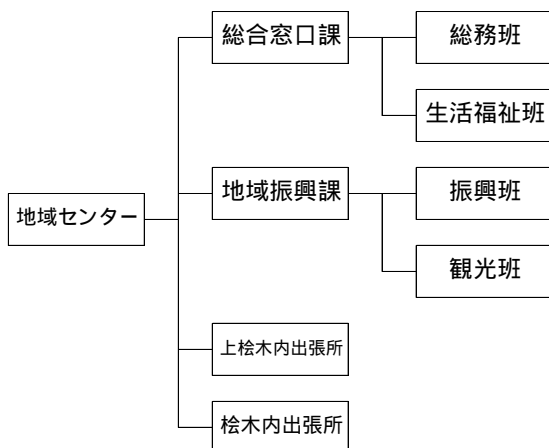 総合窓口課
総務班
生活福祉班
地域センター
地域振興課
振興班
観光班
上桧木内出張所
桧木内出張所